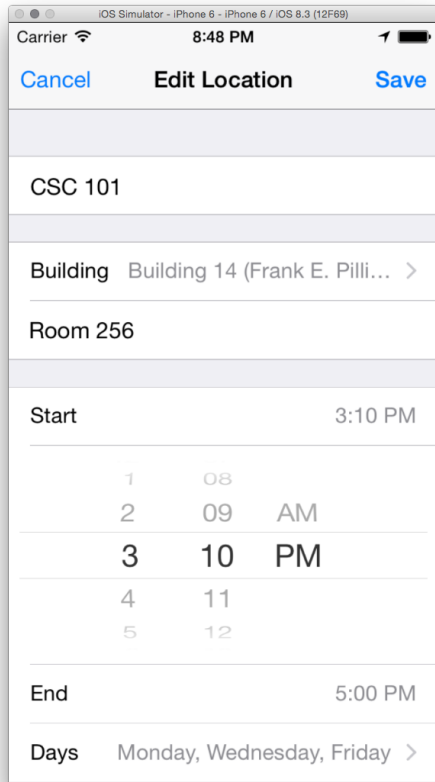 iOS Simulator - iPhone 6 - iPhone 6 / iOS 8.3 (12F69)
Carrier 8:48 PM
Cancel Edit Location Save
CSC 101
Building Building 14 (Frank E. Pilli...
Room 256
Start 3:10 PM
1 08
2 09 AM
3 10 PM
4 11
5 12
End 5:00 PM
Days Monday, Wednesday, Friday